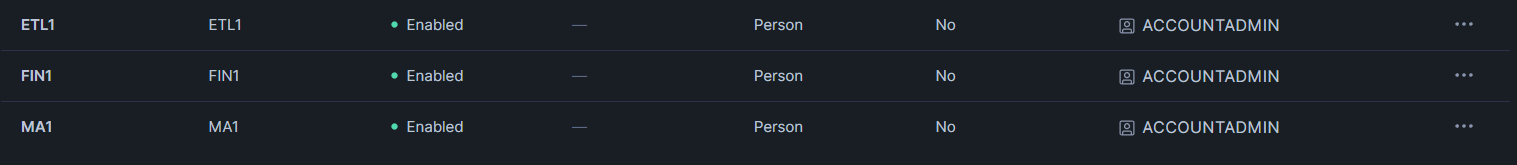 ETL1 ETL1 Enabled — Person No ACCOUNTADMIN ...
FIN1 FIN1 Enabled — Person No ACCOUNTADMIN ...
MA1 MA1 Enabled — Person No ACCOUNTADMIN ...